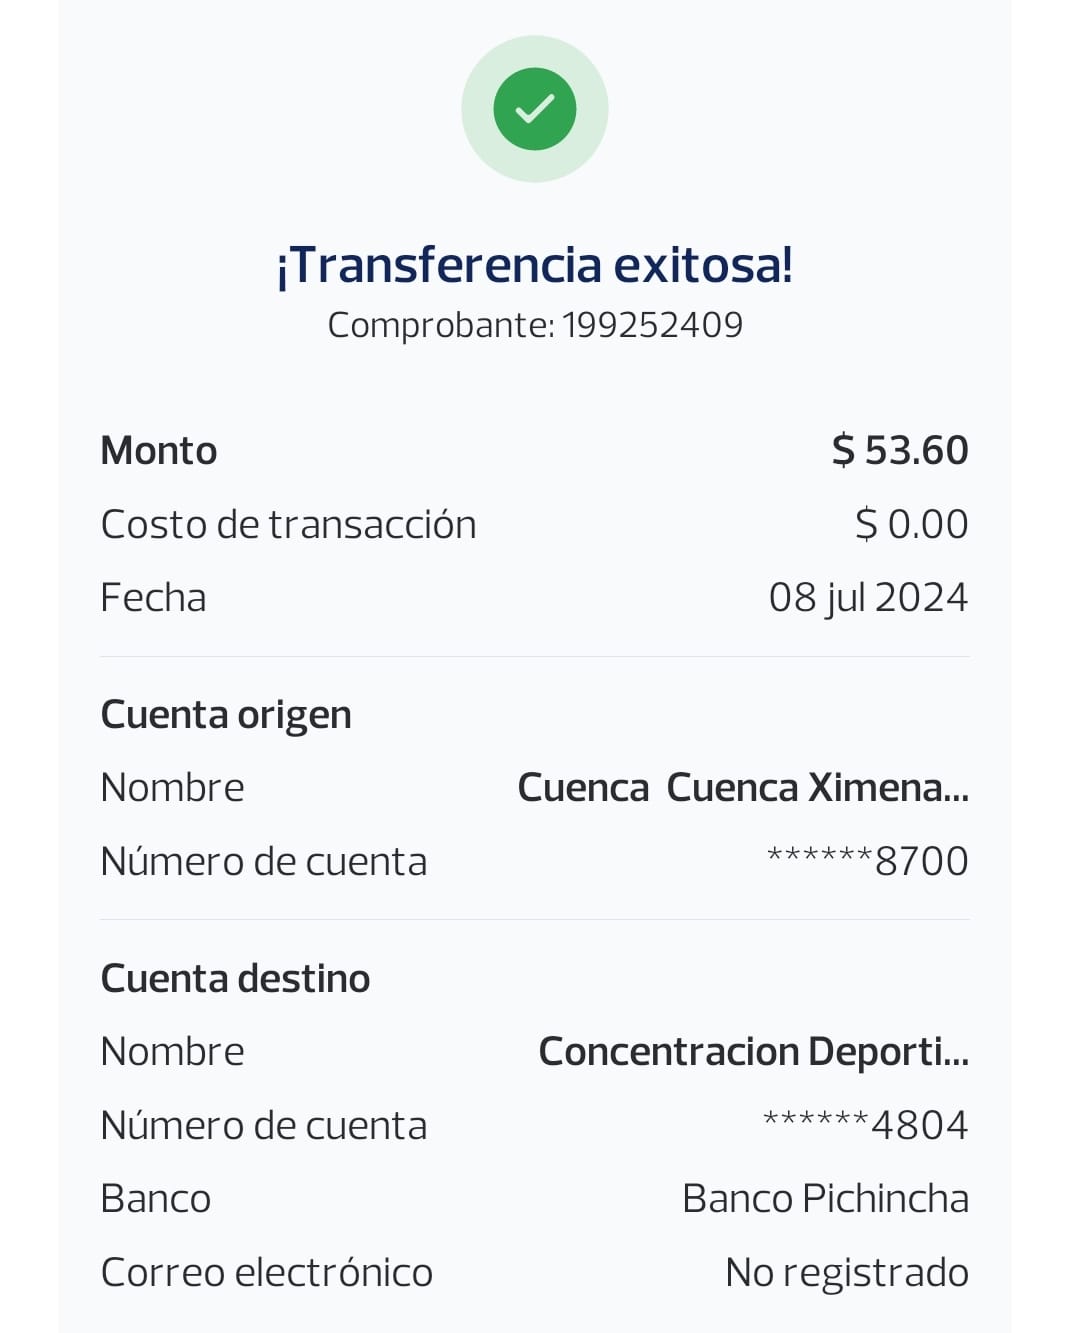 ¡Transferencia exitosa!
Comprobante: 199252409
Monto $ 53.60
Costo de transacción $ 0.00
Fecha 08 jul 2024
Cuenta origen
Nombre Cuenca  Cuenca Ximena...
Número de cuenta ******8700
Cuenta destino
Nombre Concentracion Deporti...
Número de cuenta ******4804
Banco Banco Pichincha
Correo electrónico No registrado